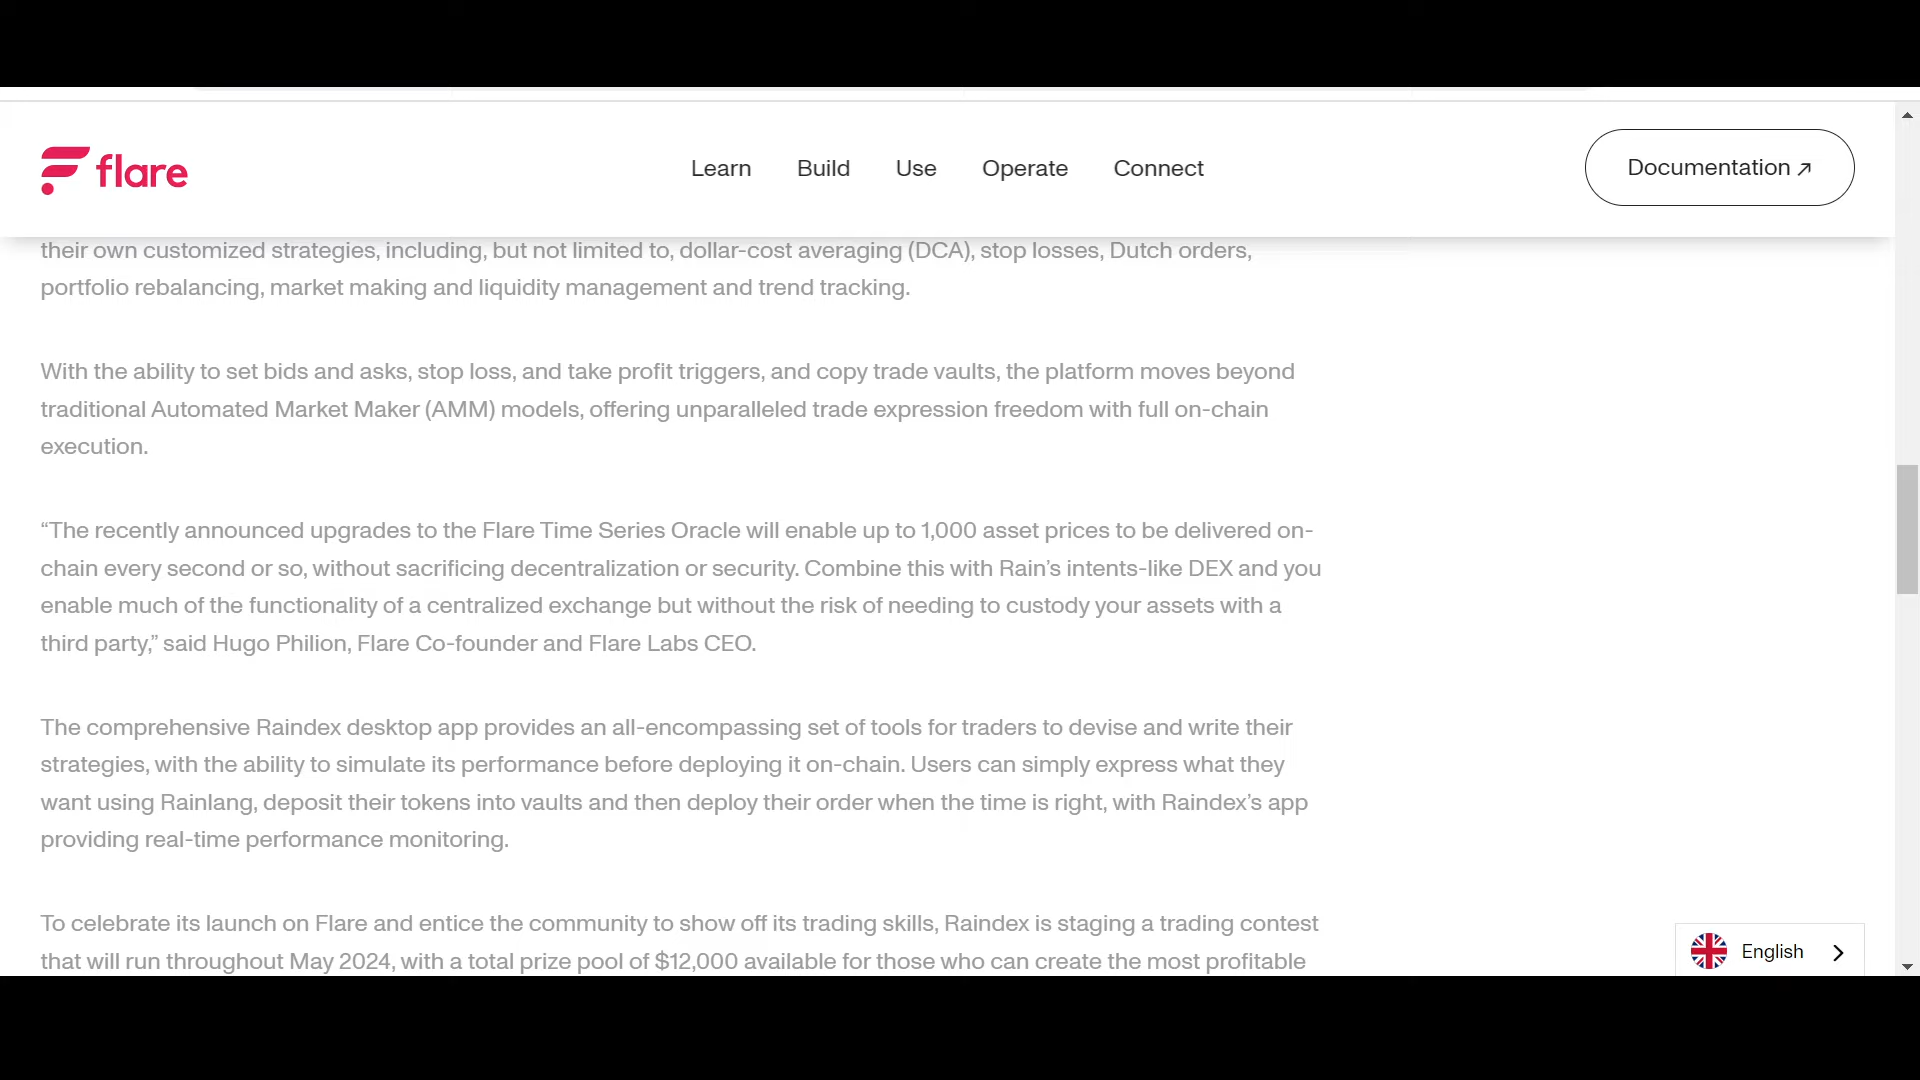 flare
Learn Build Use Operate Connect
Documentation ↗
their own customized strategies, including, but not limited to, dollar-cost averaging (DCA), stop losses, Dutch orders,
portfolio rebalancing, market making and liquidity management and trend tracking.
With the ability to set bids and asks, stop loss, and take profit triggers, and copy trade vaults, the platform moves beyond
traditional Automated Market Maker (AMM) models, offering unparalleled trade expression freedom with full on-chain
execution.
“The recently announced upgrades to the Flare Time Series Oracle will enable up to 1,000 asset prices to be delivered on-
chain every second or so, without sacrificing decentralization or security. Combine this with Rain’s intents-like DEX and you
enable much of the functionality of a centralized exchange but without the risk of needing to custody your assets with a
third party,” said Hugo Philion, Flare Co-founder and Flare Labs CEO.
The comprehensive Raindex desktop app provides an all-encompassing set of tools for traders to devise and write their
strategies, with the ability to simulate its performance before deploying it on-chain. Users can simply express what they
want using Rainlang, deposit their tokens into vaults and then deploy their order when the time is right, with Raindex’s app
providing real-time performance monitoring.
To celebrate its launch on Flare and entice the community to show off its trading skills, Raindex is staging a trading contest
that will run throughout May 2024, with a total prize pool of $12,000 available for those who can create the most profitable
English